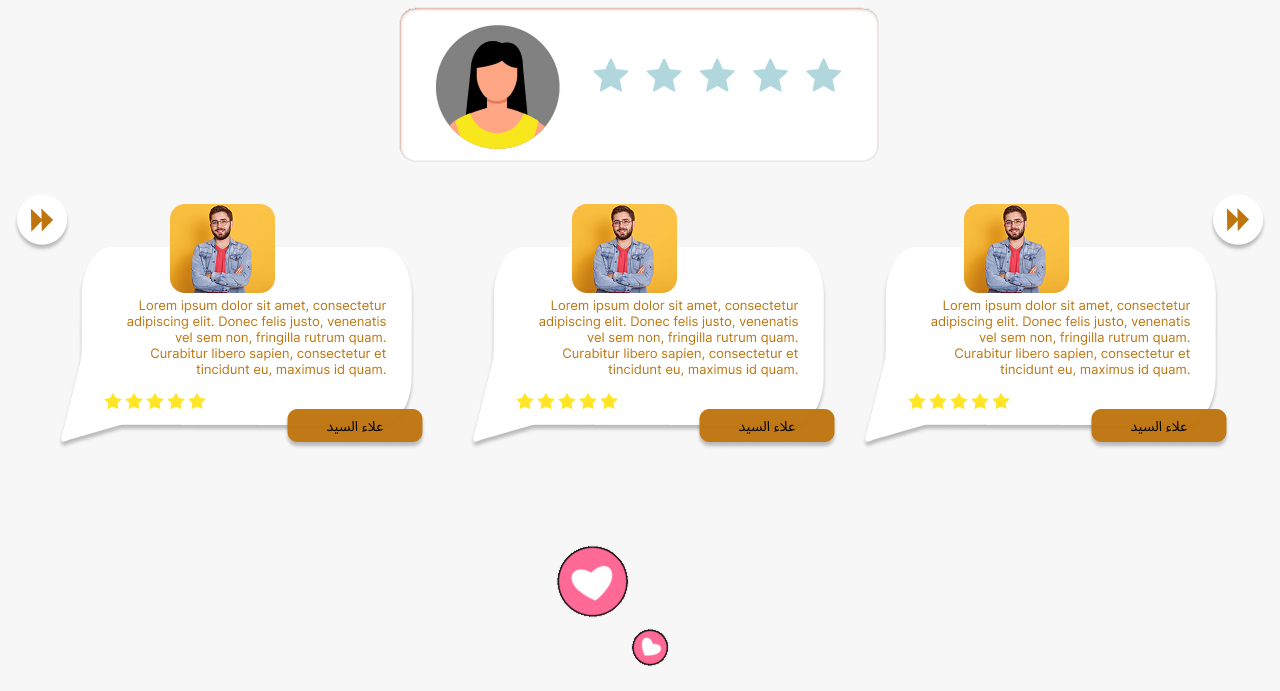 Lorem ipsum dolor sit amet, consectetur
adipiscing elit. Donec felis justo, venenatis
vel sem non, fringilla rutrum quam.
Curabitur libero sapien, consectetur et
tincidunt eu, maximus id quam.
علاء السيد
Lorem ipsum dolor sit amet, consectetur
adipiscing elit. Donec felis justo, venenatis
vel sem non, fringilla rutrum quam.
Curabitur libero sapien, consectetur et
tincidunt eu, maximus id quam.
علاء السيد
Lorem ipsum dolor sit amet, consectetur
adipiscing elit. Donec felis justo, venenatis
vel sem non, fringilla rutrum quam.
Curabitur libero sapien, consectetur et
tincidunt eu, maximus id quam.
علاء السيد